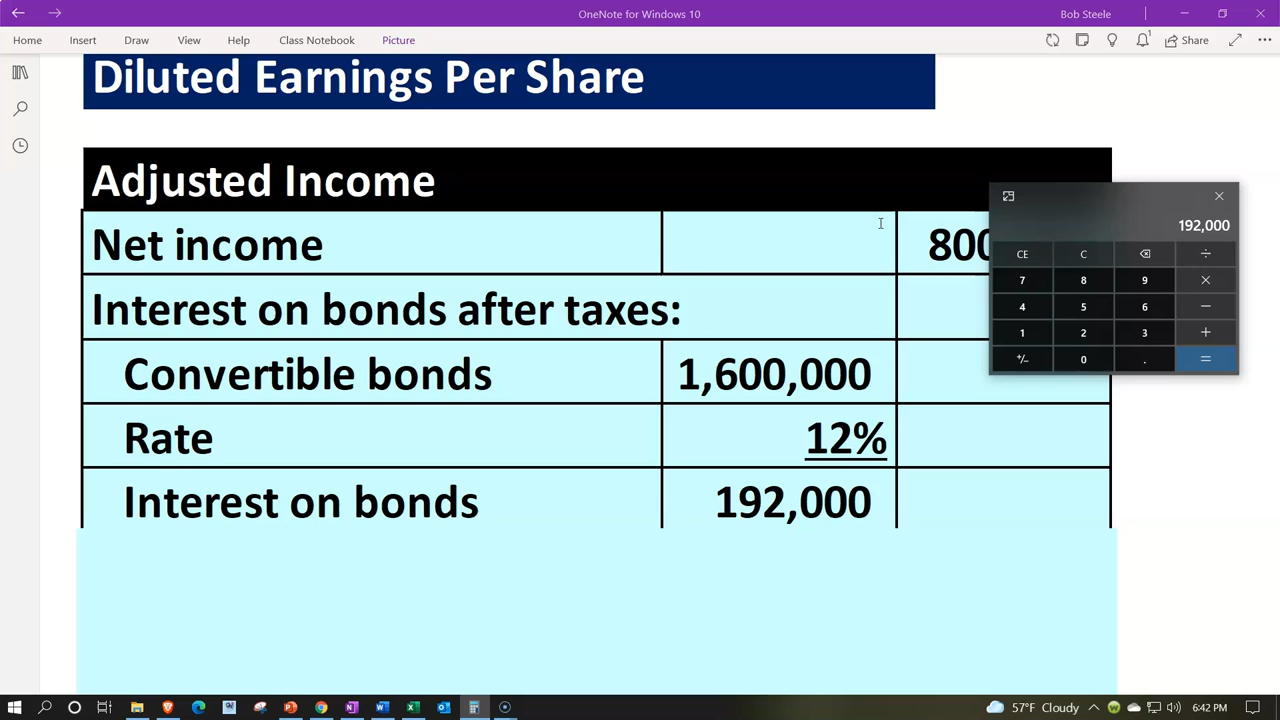 OneNote for Windows 10
Bob Steele
Home Insert Draw View Help Class Notebook Picture
Share
Diluted Earnings Per Share
Adjusted Income
Net income 800
Interest on bonds after taxes:
Convertible bonds 1,600,000
Rate 12%
Interest on bonds 192,000
192,000
CE C ÷
7 8 9 ×
4 5 6 −
1 2 3 +
+/− 0 . =
57°F Cloudy 6:42 PM